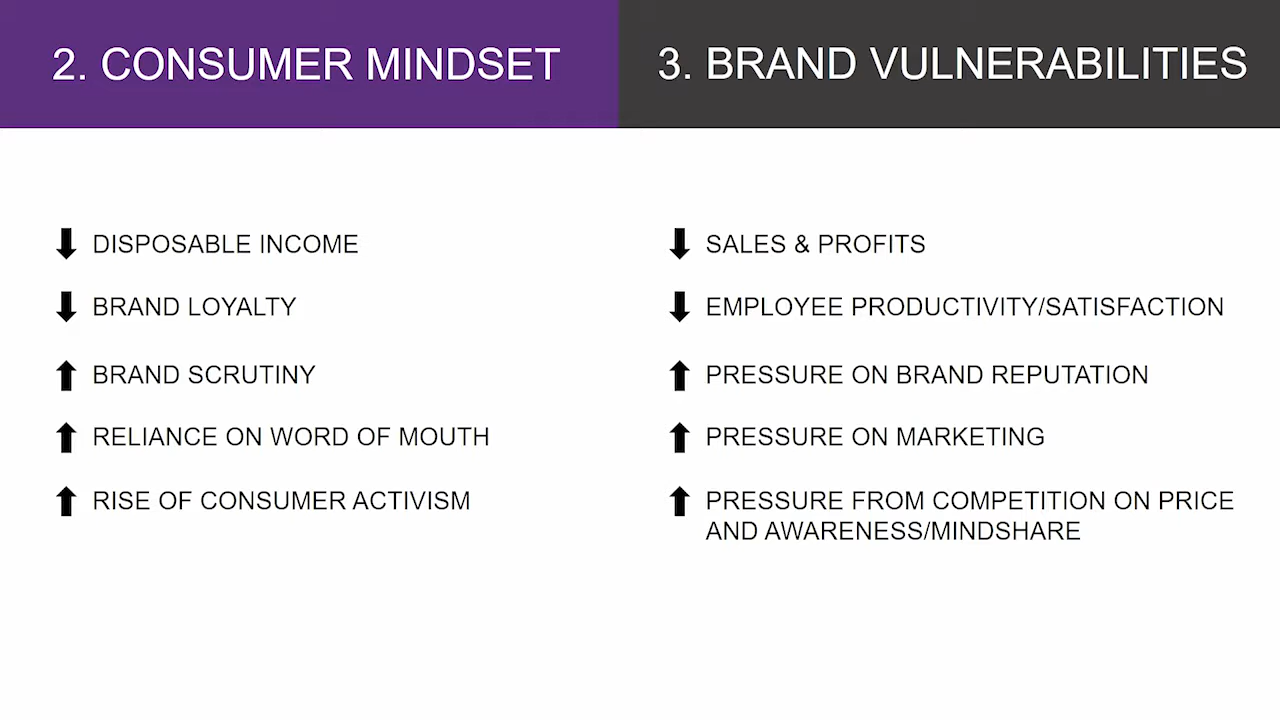 2. CONSUMER MINDSET
DISPOSABLE INCOME
BRAND LOYALTY
BRAND SCRUTINY
RELIANCE ON WORD OF MOUTH
RISE OF CONSUMER ACTIVISM
3. BRAND VULNERABILITIES
SALES & PROFITS
EMPLOYEE PRODUCTIVITY/SATISFACTION
PRESSURE ON BRAND REPUTATION
PRESSURE ON MARKETING
PRESSURE FROM COMPETITION ON PRICE
AND AWARENESS/MINDSHARE